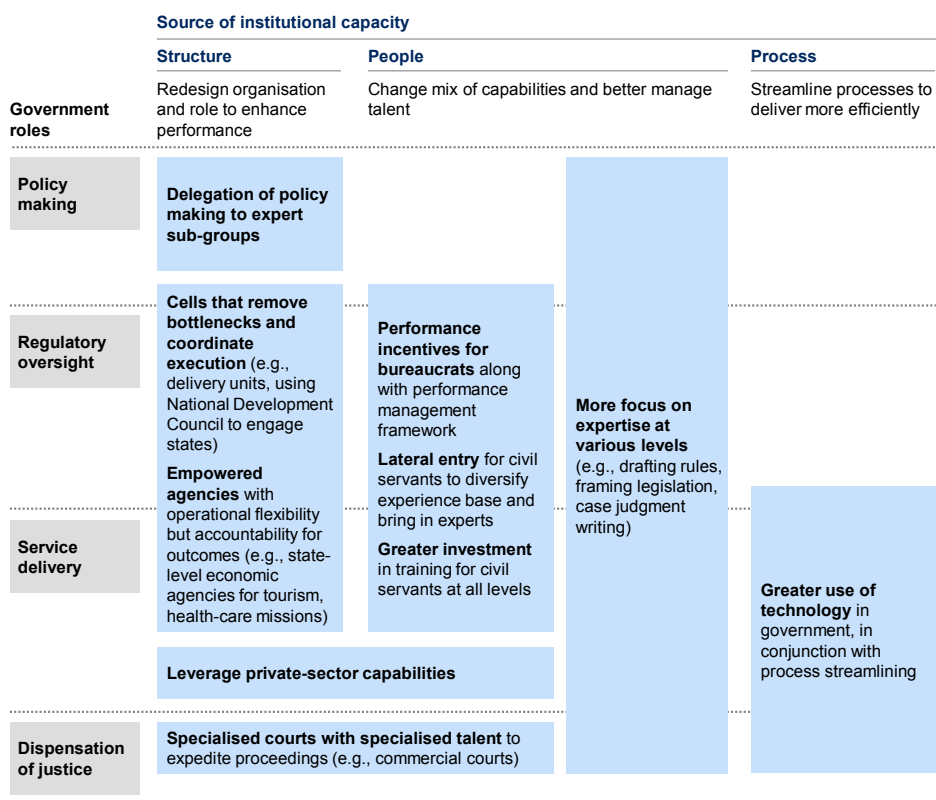 Source of institutional capacity
Structure
People
Process
Government
roles
Redesign organisation
and role to enhance
performance
Change mix of capabilities and better manage
talent
Streamline processes to
deliver more efficiently
Policy
making
Delegation of policy
making to expert
sub-groups
Regulatory
oversight
Cells that remove
bottlenecks and
coordinate
execution (e.g.,
delivery units, using
National Development
Council to engage
states)
Empowered
agencies with
operational flexibility
but accountability for
outcomes (e.g., state-
level economic
agencies for tourism,
health-care missions)
Performance
incentives for
bureaucrats along
with performance
management
framework
Lateral entry for civil
servants to diversify
experience base and
bring in experts
Greater investment
in training for civil
servants at all levels
More focus on
expertise at
various levels
(e.g., drafting rules,
framing legislation,
case judgment
writing)
Service
delivery
Greater use of
technology in
government, in
conjunction with
process streamlining
Leverage private-sector capabilities
Dispensation
of justice
Specialised courts with specialised talent to
expedite proceedings (e.g., commercial courts)